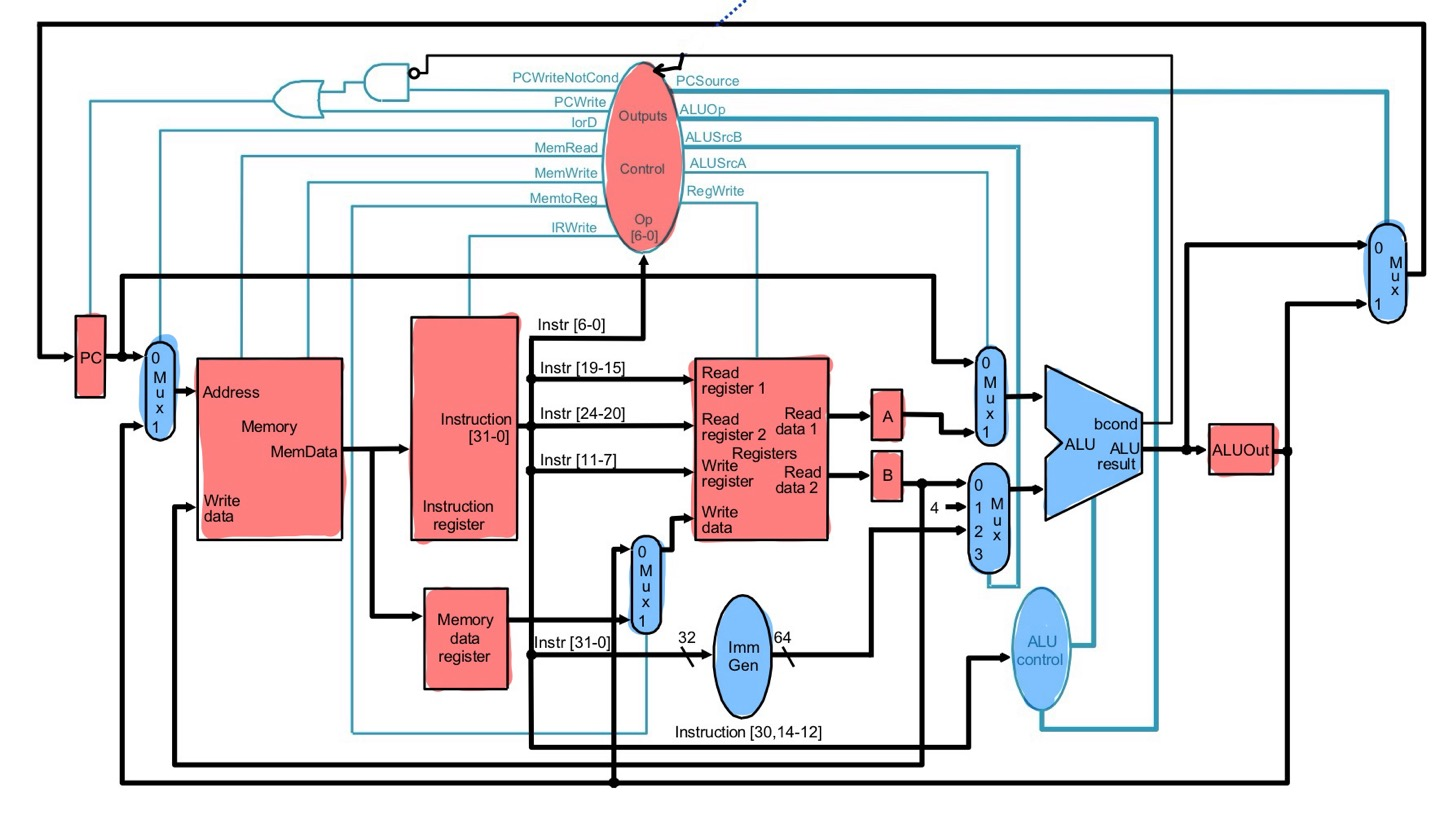 PCWriteNotCond
PCSource
PCWrite
ALUOp
Outputs
IorD
ALUSrcB
MemRead
ALUSrcA
Control
MemWrite
RegWrite
MemtoReg
Op
[6-0]
IRWrite
0
M
u
x
1
PC
0
M
u
x
1
Address
Memory
MemData
Write
data
Instruction
[31-0]
Instruction
register
Instr [6-0]
Instr [19-15]
Instr [24-20]
Instr [11-7]
Read
register 1
Read
register 2
Registers
Write
register
Write
data
Read
data 1
Read
data 2
A
B
4
0
M
u
x
1
0
1
2
3
M
u
x
bcond
ALU
ALU
result
ALUOut
Memory
data
register
0
M
u
x
1
Instr [31-0]
32
Imm
Gen
64
ALU
control
Instruction [30,14-12]